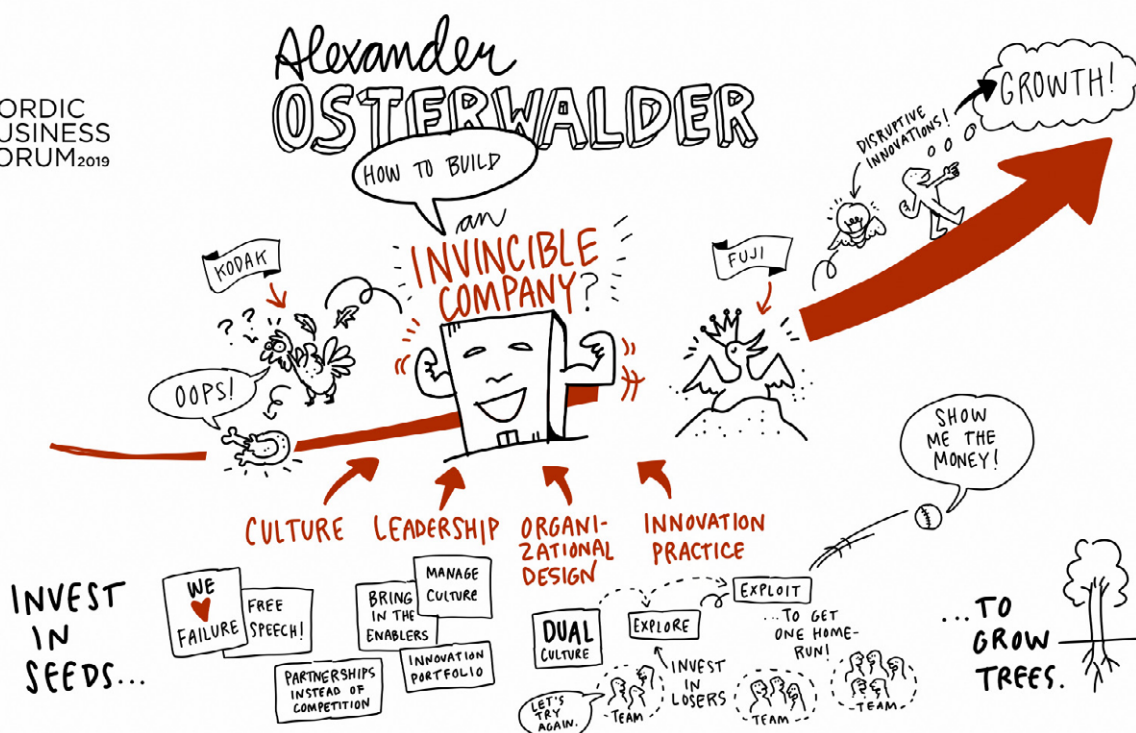 Alexander
OSTERWALDER
ORDIC
USINESS
ORUM2019
HOW TO BUILD
an
INVINCIBLE
COMPANY?
KODAK
? ?
OOPS!
FUJI
DISRUPTIVE
INNOVATIONS!
GROWTH!
SHOW
ME THE
MONEY!
CULTURE
LEADERSHIP
ORGANI-
ZATIONAL
DESIGN
INNOVATION
PRACTICE
INVEST
IN
SEEDS...
WE
♥
FAILURE
FREE
SPEECH!
PARTNERSHIPS
INSTEAD OF
COMPETITION
BRING
IN THE
ENABLERS
MANAGE
CULTURE
INNOVATION
PORTFOLIO
DUAL
CULTURE
EXPLORE
EXPLOIT
LET'S
TRY
AGAIN.
TEAM
INVEST
IN
LOSERS
...TO GET
ONE HOME-
RUN!
TEAM
TEAM
...TO
GROW
TREES.